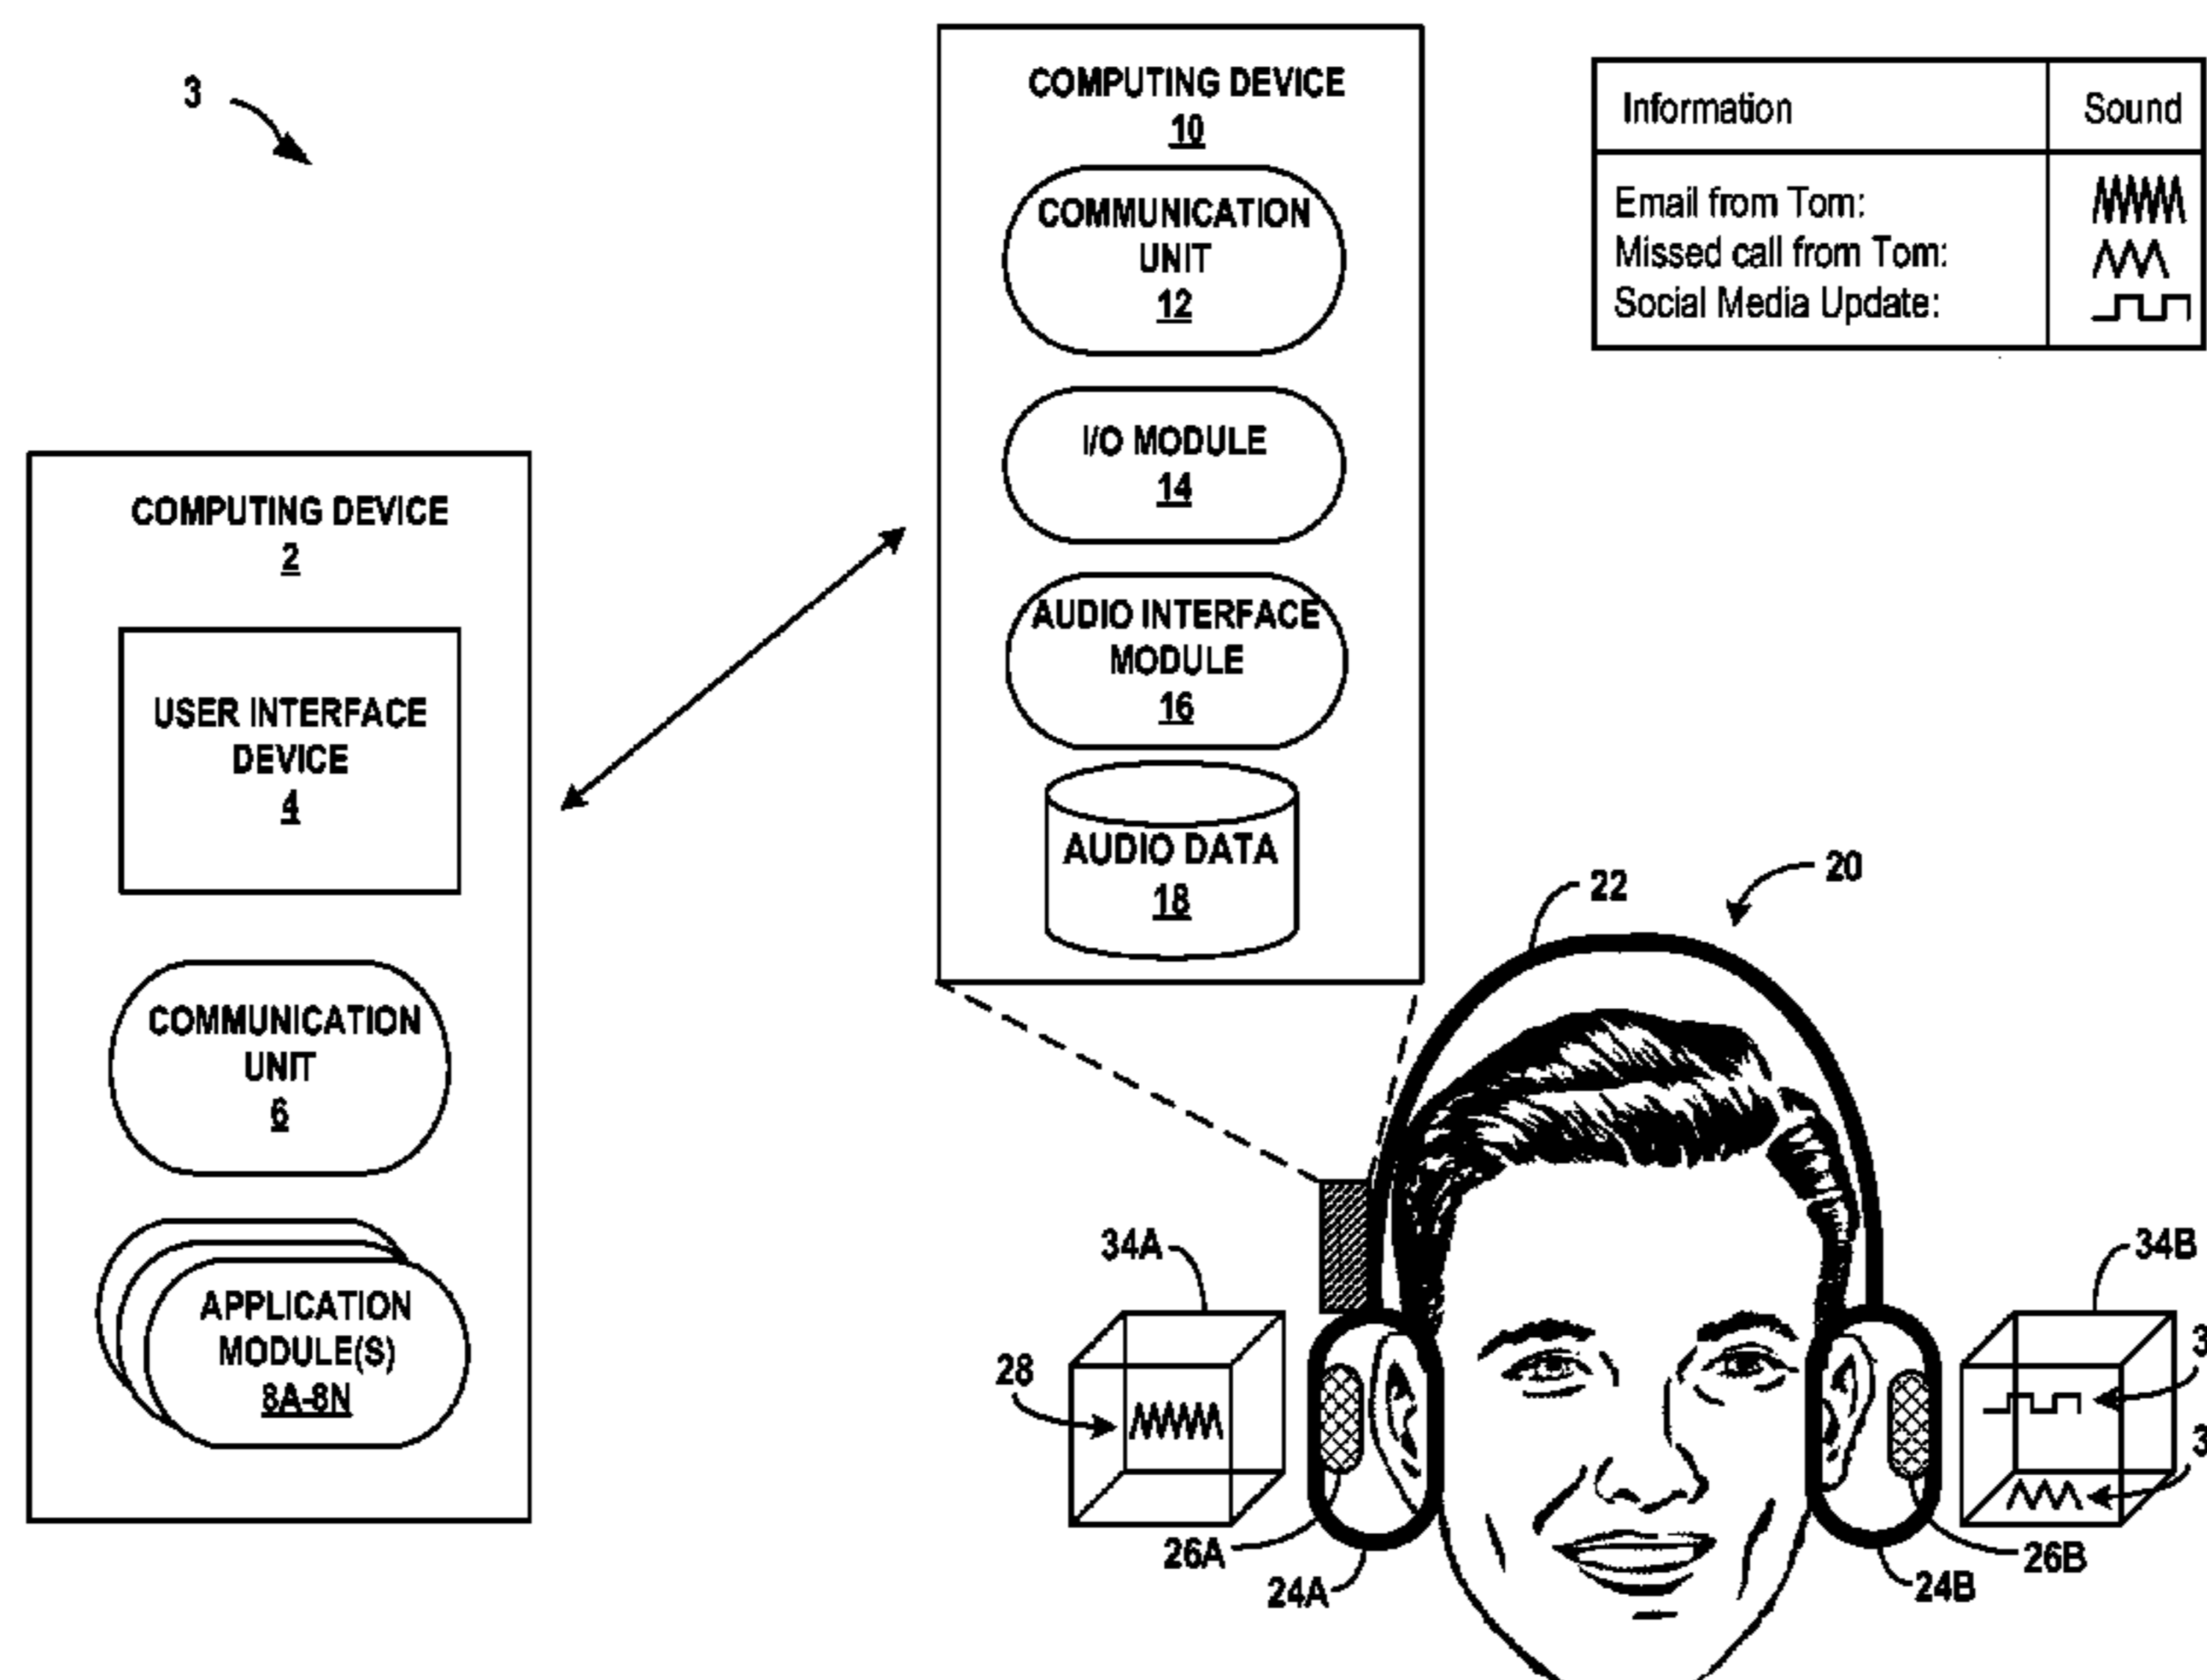 3
COMPUTING DEVICE
10
COMMUNICATION
UNIT
12
I/O MODULE
14
AUDIO INTERFACE
MODULE
16
AUDIO DATA
18
Information Sound
Email from Tom:
Missed call from Tom:
Social Media Update:
COMPUTING DEVICE
2
USER INTERFACE
DEVICE
4
COMMUNICATION
UNIT
6
APPLICATION
MODULE(S)
8A-8N
20
22
34A
34B
28
26A
24A
26B
24B